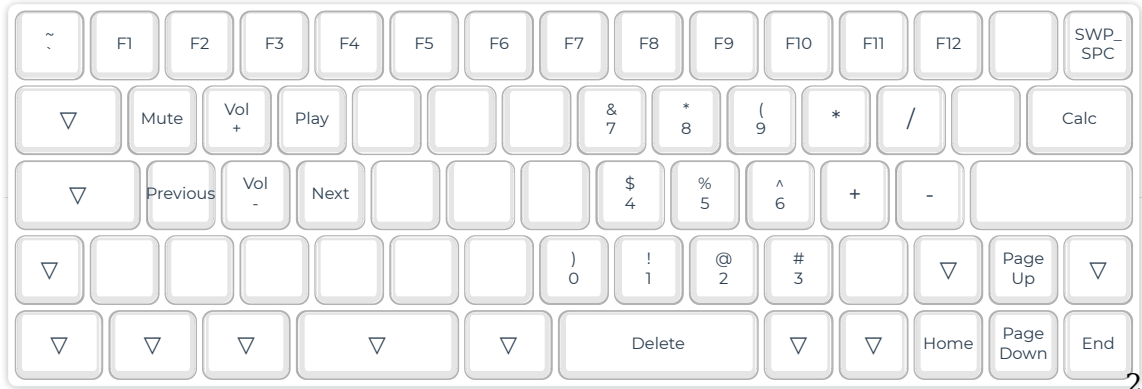 ~
` F1 F2 F3 F4 F5 F6 F7 F8 F9 F10 F11 F12 SWP_
SPC
▽ Mute Vol
+ Play &
7 *
8 (
9 * / Calc
▽ Previous Vol
- Next $
4 %
5 ^
6 + -
▽ )
0 !
1 @
2 #
3 ▽ Page
Up ▽
▽ ▽ ▽ ▽ ▽ Delete ▽ ▽ Home Page
Down End
2